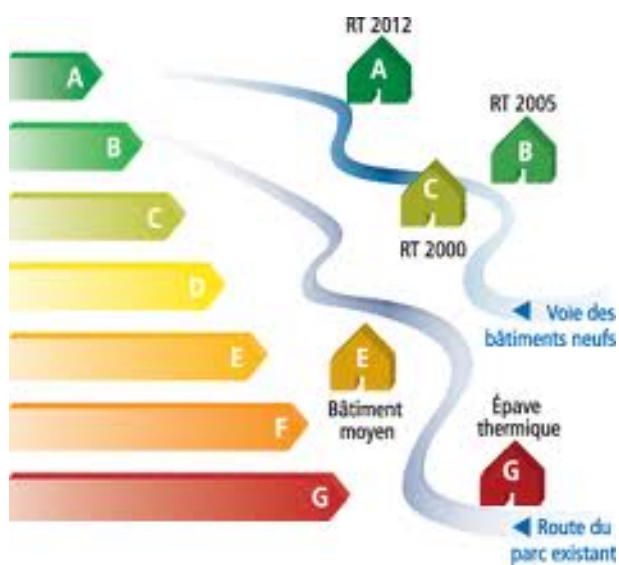 RT 2012
A
A
RT 2005
B
B
C
C
RT 2000
D
Voie des
bâtiments neufs
E
E
Bâtiment
moyen
Épave
thermique
F
G
G
Route du
parc existant